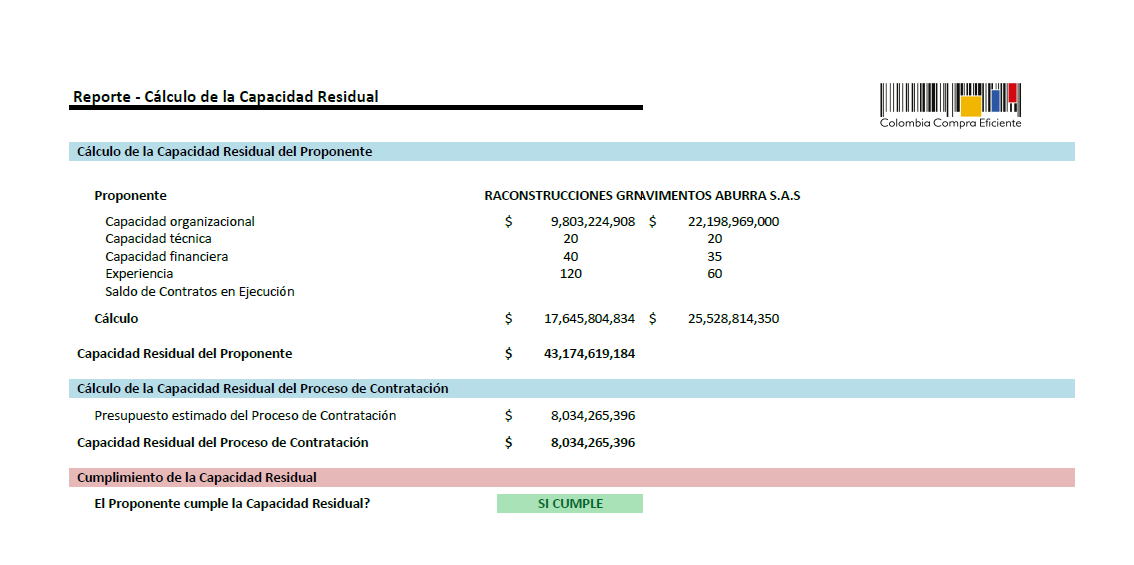 Reporte - Cálculo de la Capacidad Residual
Colombia Compra Eficiente
Cálculo de la Capacidad Residual del Proponente
Proponente RACONSTRUCCIONES GRNAVIMENTOS ABURRA S.A.S
Capacidad organizacional $ 9,803,224,908 $ 22,198,969,000
Capacidad técnica 20 20
Capacidad financiera 40 35
Experiencia 120 60
Saldo de Contratos en Ejecución
Cálculo $ 17,645,804,834 $ 25,528,814,350
Capacidad Residual del Proponente $ 43,174,619,184
Cálculo de la Capacidad Residual del Proceso de Contratación
Presupuesto estimado del Proceso de Contratación $ 8,034,265,396
Capacidad Residual del Proceso de Contratación $ 8,034,265,396
Cumplimiento de la Capacidad Residual
El Proponente cumple la Capacidad Residual? SI CUMPLE